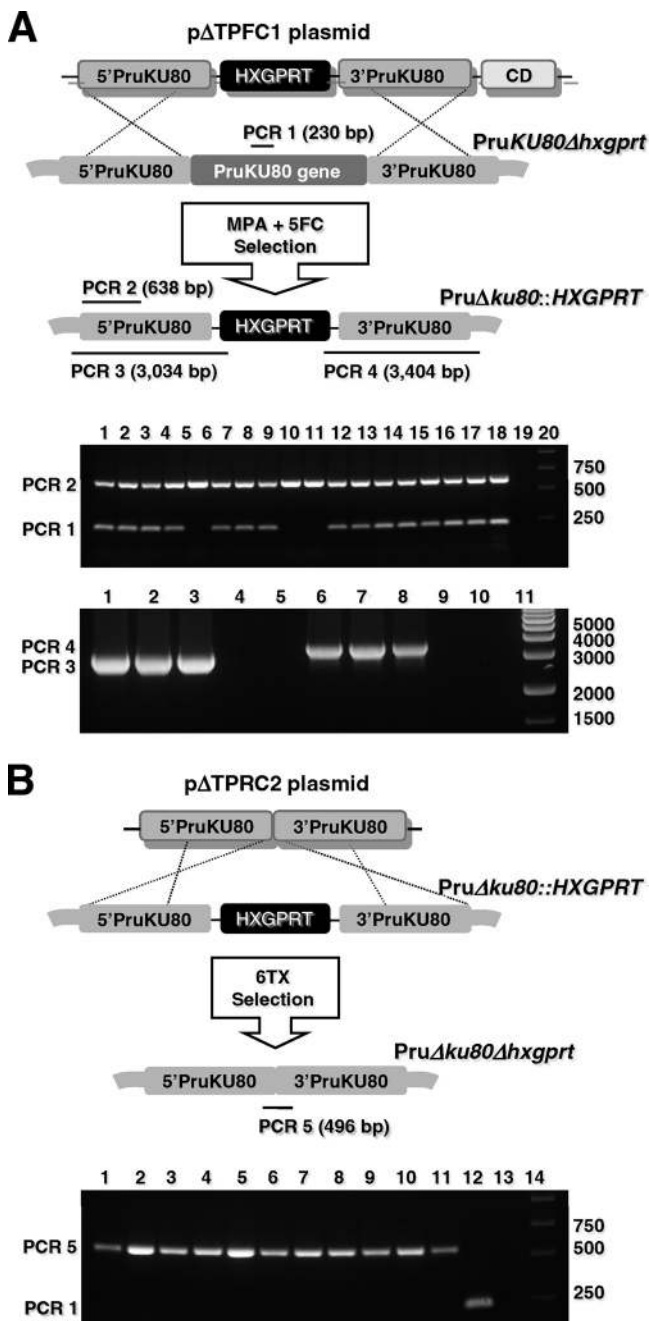 A
pΔTPFC1 plasmid
5'PruKU80 HXGPRT 3'PruKU80 CD
PCR 1 (230 bp)
PruKU80Δhxgprt
5'PruKU80 PruKU80 gene 3'PruKU80
MPA + 5FC
Selection
PCR 2 (638 bp)
PruΔku80::HXGPRT
5'PruKU80 HXGPRT 3'PruKU80
PCR 3 (3,034 bp) PCR 4 (3,404 bp)
1 2 3 4 5 6 7 8 9 10 11 12 13 14 15 16 17 18 19 20
750
PCR 2 500
250
PCR 1
1 2 3 4 5 6 7 8 9 10 11
5000
PCR 4 4000
PCR 3 3000
2000
1500
B
pΔTPRC2 plasmid
5'PruKU80 3'PruKU80
PruΔku80::HXGPRT
5'PruKU80 HXGPRT 3'PruKU80
6TX
Selection
PruΔku80Δhxgprt
5'PruKU80 3'PruKU80
PCR 5 (496 bp)
1 2 3 4 5 6 7 8 9 10 11 12 13 14
750
PCR 5 500
250
PCR 1